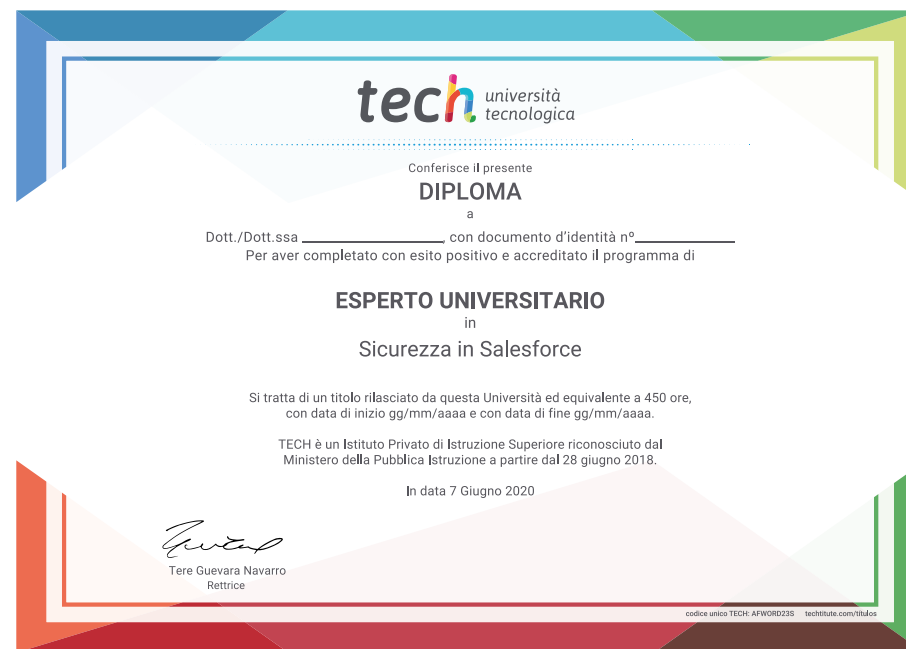 tech università
tecnologica
Conferisce il presente
DIPLOMA
a
Dott./Dott.ssa ____________________, con documento d'identità nº______________
Per aver completato con esito positivo e accreditato il programma di
ESPERTO UNIVERSITARIO
in
Sicurezza in Salesforce
Si tratta di un titolo rilasciato da questa Università ed equivalente a 450 ore,
con data di inizio gg/mm/aaaa e con data di fine gg/mm/aaaa.
TECH è un Istituto Privato di Istruzione Superiore riconosciuto dal
Ministero della Pubblica Istruzione a partire dal 28 giugno 2018.
In data 7 Giugno 2020
Tere Guevara Navarro
Rettrice
codice unico TECH: AFWORD23S techtitute.com/titulos